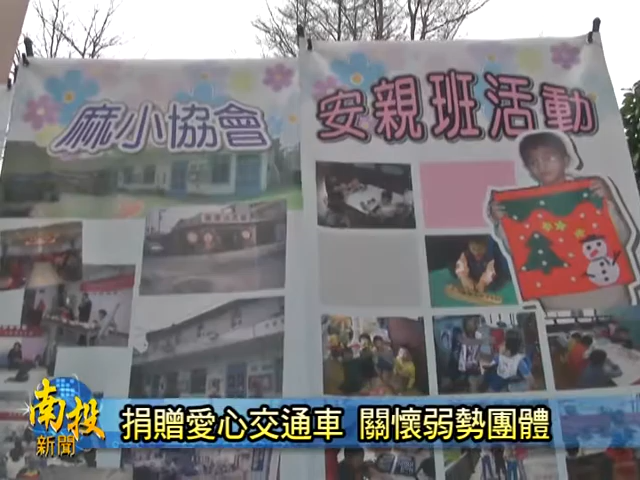 麻小協會
安親班活動
南投
新聞
捐贈愛心交通車 關懷弱勢團體